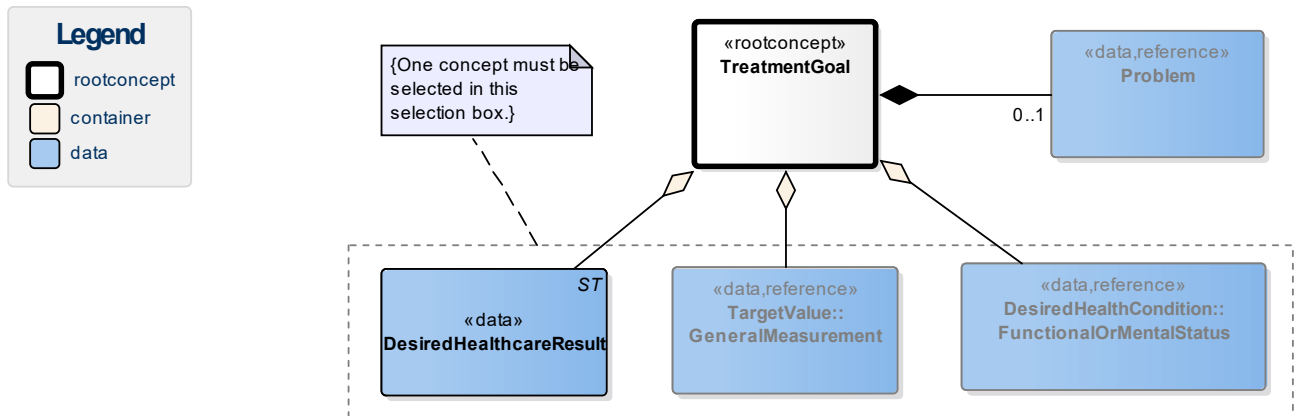 Legend
rootconcept
container
data
{One concept must be
selected in this
selection box.}
«rootconcept»
TreatmentGoal
«data,reference»
Problem
0..1
ST
«data»
DesiredHealthcareResult
«data,reference»
TargetValue::
GeneralMeasurement
«data,reference»
DesiredHealthCondition::
FunctionalOrMentalStatus